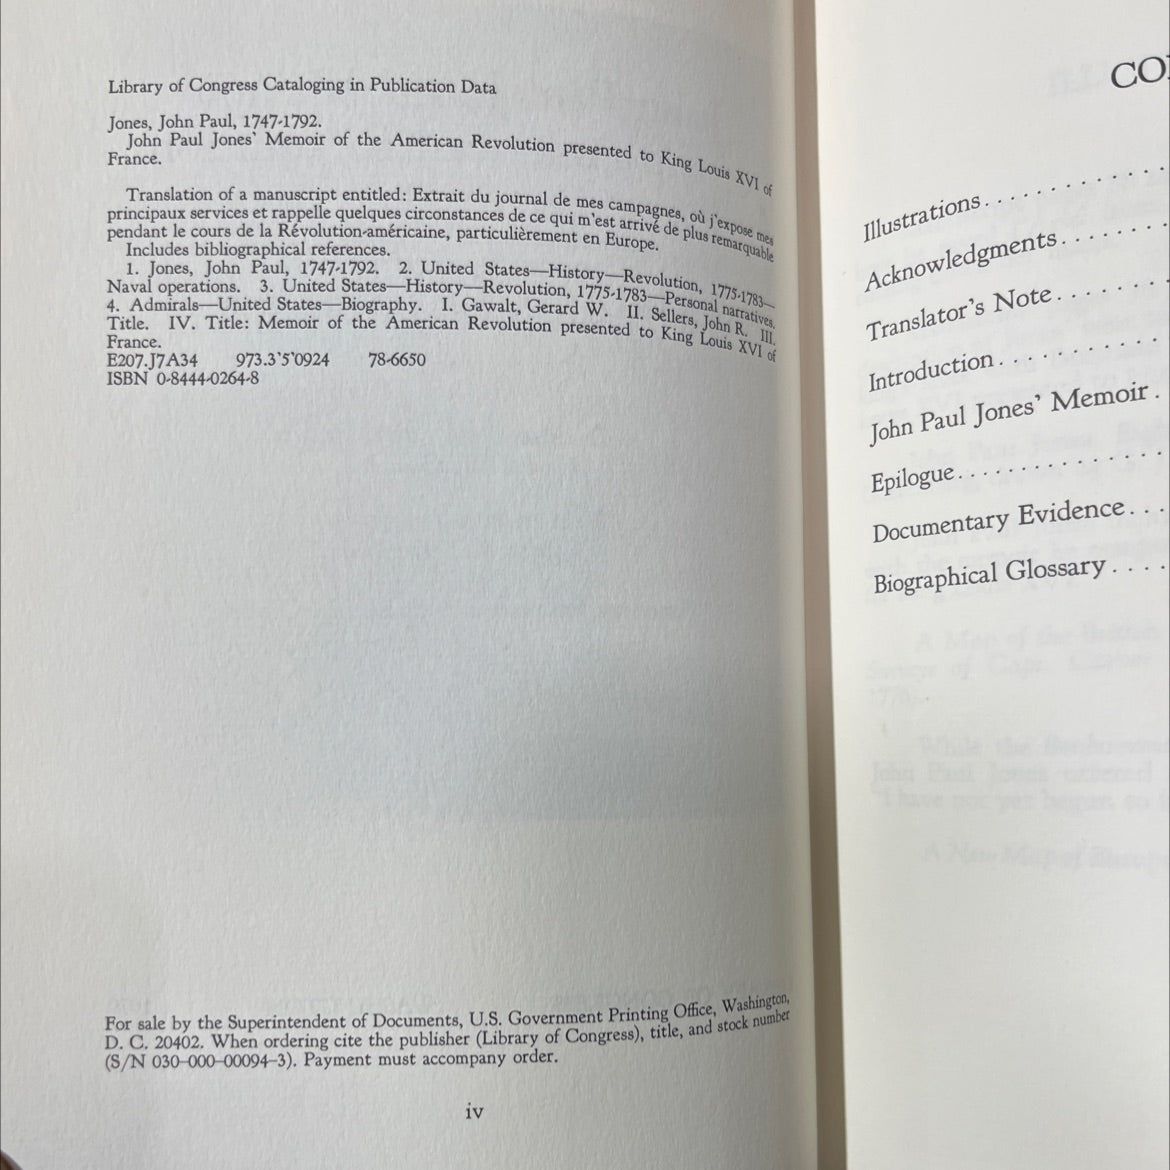 Library of Congress Cataloging in Publication Data
Jones, John Paul, 1747-1792.
John Paul Jones' Memoir of the American Revolution presented to King Louis XVI of
France.
Translation of a manuscript entitled: Extrait du journal de mes campagnes, où j'expose mes
principaux services et rappelle quelques circonstances de ce qui m'est arrivé de plus remarquable
pendant le cours de la Révolution-américaine, particulièrement en Europe.
Includes bibliographical references.
1. Jones, John Paul, 1747-1792. 2. United States—History—Revolution, 1775-1783—
Naval operations. 3. United States—History—Revolution, 1775-1783—Personal narratives.
4. Admirals—United States—Biography. I. Gawalt, Gerard W. II. Sellers, John R. III.
Title. IV. Title: Memoir of the American Revolution presented to King Louis XVI of
France.
E207.J7A34 973.3'5'0924 78-6650
ISBN 0-8444-0264-8
For sale by the Superintendent of Documents, U.S. Government Printing Office, Washington,
D. C. 20402. When ordering cite the publisher (Library of Congress), title, and stock number
(S/N 030-000-00094-3). Payment must accompany order.
iv
CO
Illustrations . . . . . . . . . . . .
Acknowledgments . . . . . . .
Translator's Note . . . . . . .
Introduction . . . . . . . . . . .
John Paul Jones' Memoir .
Epilogue . . . . . . . . . . . . . .
Documentary Evidence . . .
Biographical Glossary . . . .